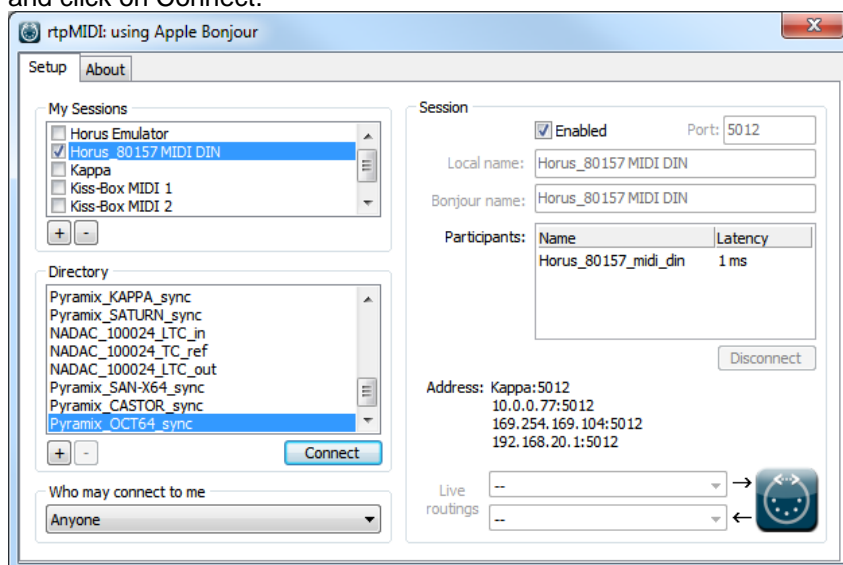 and click on Connect.
rtpMIDI: using Apple Bonjour
x
Setup About
My Sessions
Horus Emulator
Horus_80157 MIDI DIN
Kappa
Kiss-Box MIDI 1
Kiss-Box MIDI 2
+ -
Directory
Pyramix_KAPPA_sync
Pyramix_SATURN_sync
NADAC_100024_LTC_in
NADAC_100024_TC_ref
NADAC_100024_LTC_out
Pyramix_SAN-X64_sync
Pyramix_CASTOR_sync
Pyramix_OCT64_sync
+ - Connect
Who may connect to me
Anyone
Session
Enabled Port: 5012
Local name: Horus_80157 MIDI DIN
Bonjour name: Horus_80157 MIDI DIN
Participants: Name Latency
Horus_80157_midi_din 1 ms
Disconnect
Address: Kappa:5012
10.0.0.77:5012
169.254.169.104:5012
192.168.20.1:5012
Live routings
--
--